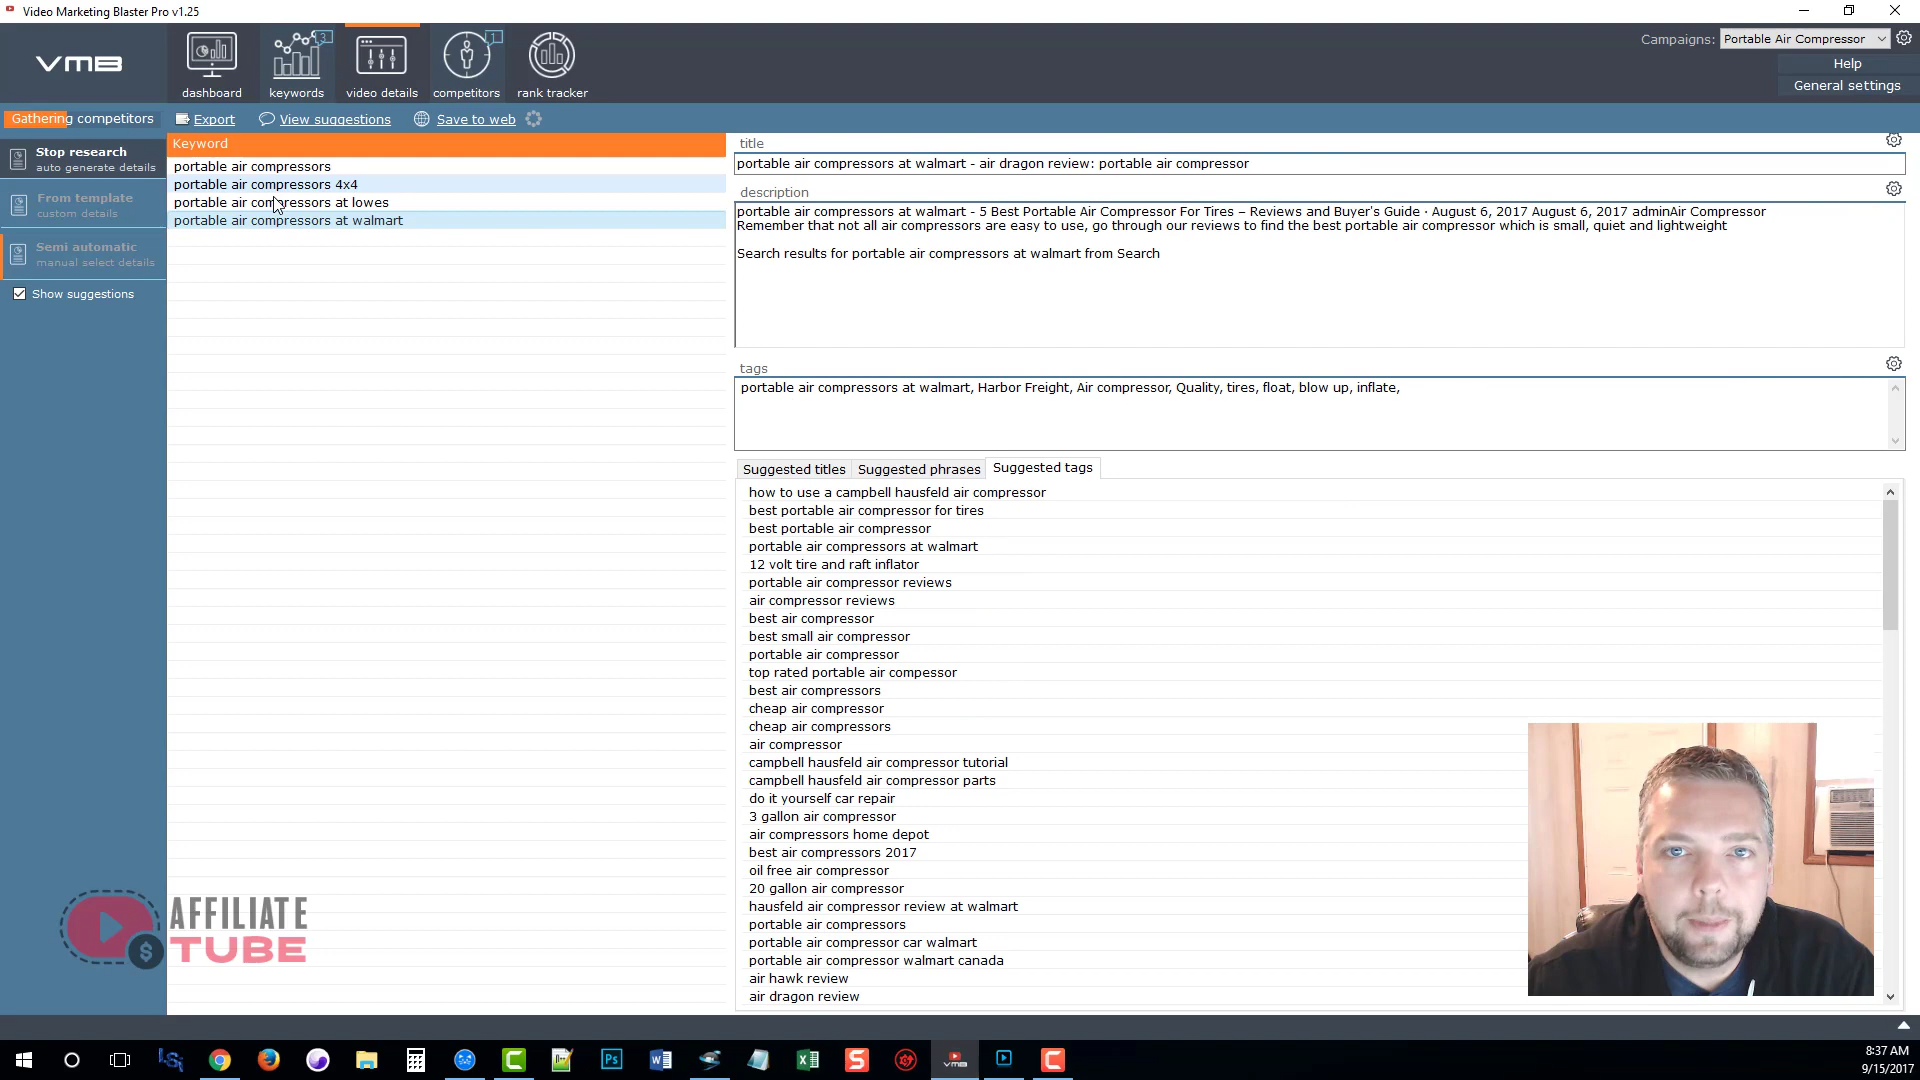 Video Marketing Blaster Pro v1.25
VMB
dashboard
keywords
3
video details
competitors
1
rank tracker
Campaigns:
Portable Air Compressor
Help
General settings
Gathering competitors
Export
View suggestions
Save to web
Stop research
auto generate details
From template
custom details
Semi automatic
manual select details
Show suggestions
Keyword
portable air compressors
portable air compressors 4x4
portable air compressors at lowes
portable air compressors at walmart
title
portable air compressors at walmart - air dragon review: portable air compressor
description
portable air compressors at walmart - 5 Best Portable Air Compressor For Tires – Reviews and Buyer's Guide · August 6, 2017 August 6, 2017 adminAir Compressor
Remember that not all air compressors are easy to use, go through our reviews to find the best portable air compressor which is small, quiet and lightweight
Search results for portable air compressors at walmart from Search
tags
portable air compressors at walmart, Harbor Freight, Air compressor, Quality, tires, float, blow up, inflate,
Suggested titles
Suggested phrases
Suggested tags
how to use a campbell hausfeld air compressor
best portable air compressor for tires
best portable air compressor
portable air compressors at walmart
12 volt tire and raft inflator
portable air compressor reviews
air compressor reviews
best air compressor
best small air compressor
portable air compressor
top rated portable air compessor
best air compressors
cheap air compressor
cheap air compressors
air compressor
campbell hausfeld air compressor tutorial
campbell hausfeld air compressor parts
do it yourself car repair
3 gallon air compressor
air compressors home depot
best air compressors 2017
oil free air compressor
20 gallon air compressor
hausfeld air compressor review at walmart
portable air compressors
portable air compressor car walmart
portable air compressor walmart canada
air hawk review
air dragon review
$
AFFILIATE
TUBE
Ps
W
X
S
VMB
C
8:37 AM
9/15/2017